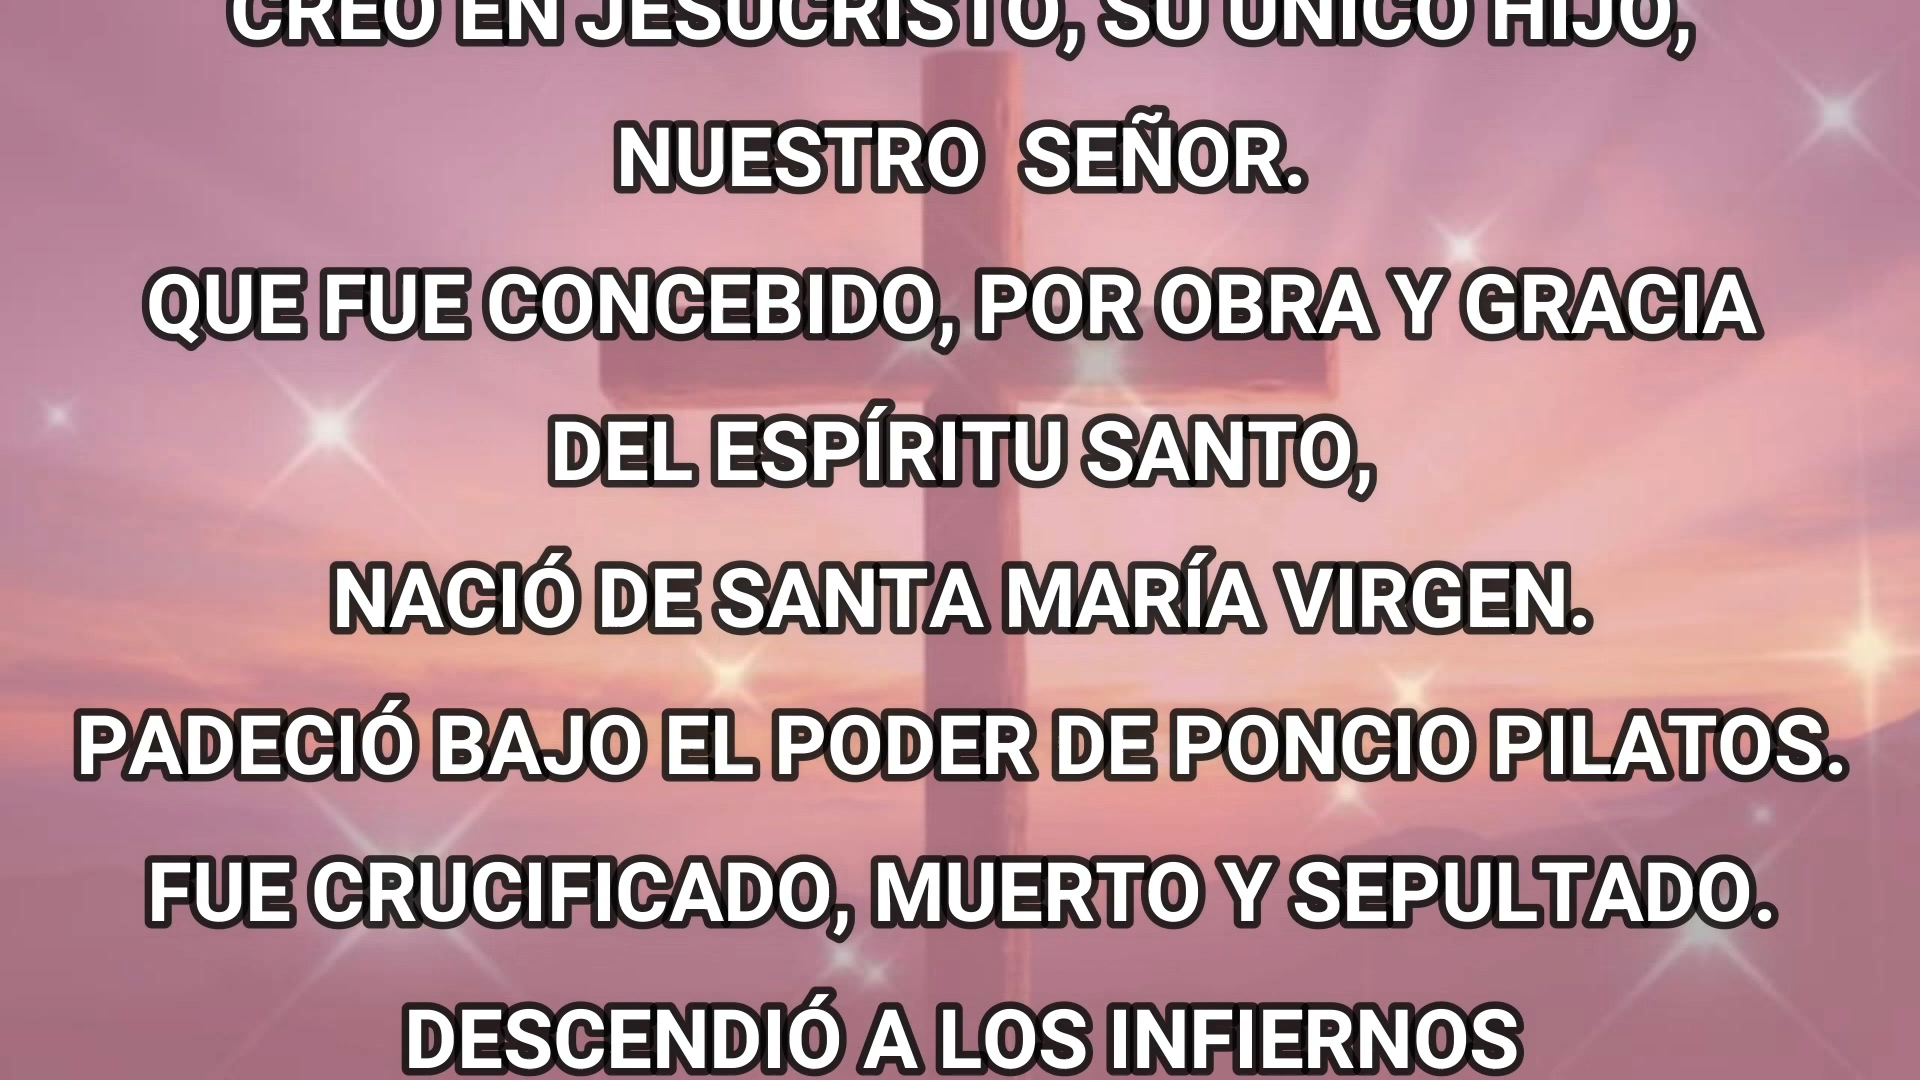 CREO EN JESUCRISTO, SU ÚNICO HIJO,
NUESTRO SEÑOR.
QUE FUE CONCEBIDO, POR OBRA Y GRACIA
DEL ESPÍRITU SANTO,
NACIÓ DE SANTA MARÍA VIRGEN.
PADECIÓ BAJO EL PODER DE PONCIO PILATOS.
FUE CRUCIFICADO, MUERTO Y SEPULTADO.
DESCENDIÓ A LOS INFIERNOS